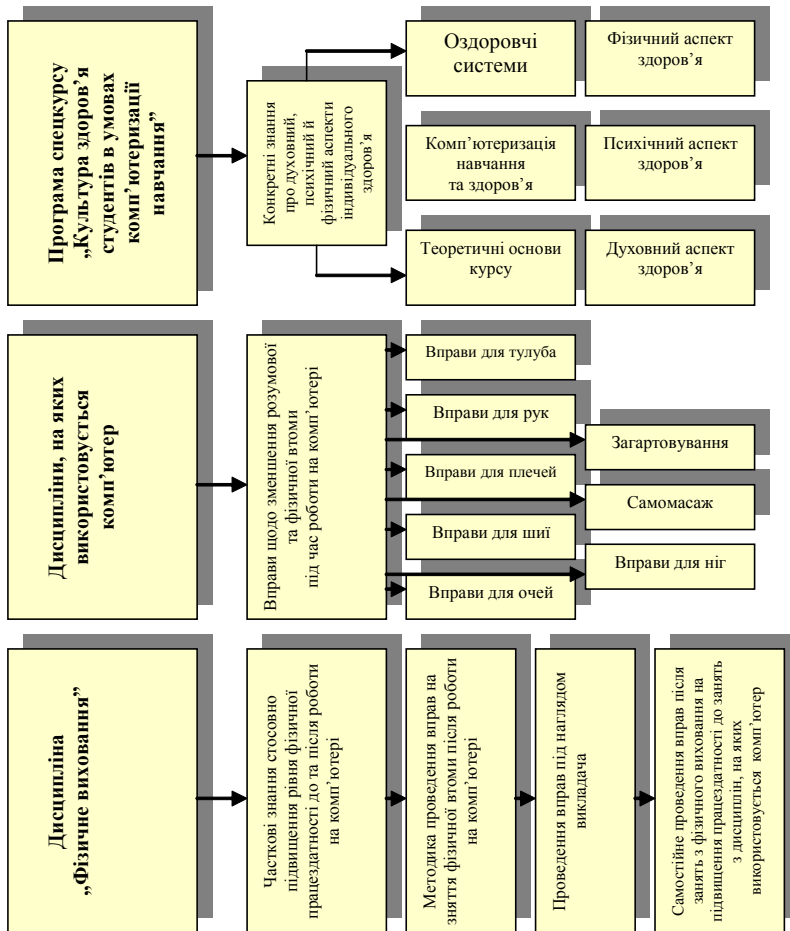 Програма спецкурсу
„Культура здоров’я
студентів в умовах
комп’ютеризації
навчання”
Конкретні знання
про духовний,
психічний й
фізичний аспекти
індивідуального
здоров’я
Оздоровчі
системи
Фізичний аспект
здоров’я
Комп’ютеризація
навчання
та здоров’я
Психічний аспект
здоров’я
Теоретичні основи
курсу
Духовний аспект
здоров’я
Дисципліни, на яких
використовується
комп’ютер
Вправи щодо зменшення розумової
та фізичної втоми
під час роботи на комп’ютері
Вправи для тулуба
Вправи для рук
Загартовування
Вправи для плечей
Самомасаж
Вправи для шиї
Вправи для ніг
Вправи для очей
Дисципліна
„Фізичне виховання”
Часткові знання стосовно
підвищення рівня фізичної
працездатності до та після роботи
на комп’ютері
Методика проведення вправ на
зняття фізичної втоми після роботи
на комп’ютері
Проведення вправ під наглядом
викладача
Самостійне проведення вправ після
занять з фізичного виховання на
підвищення працездатності до занять
з дисциплін, на яких
використовується комп’ютер